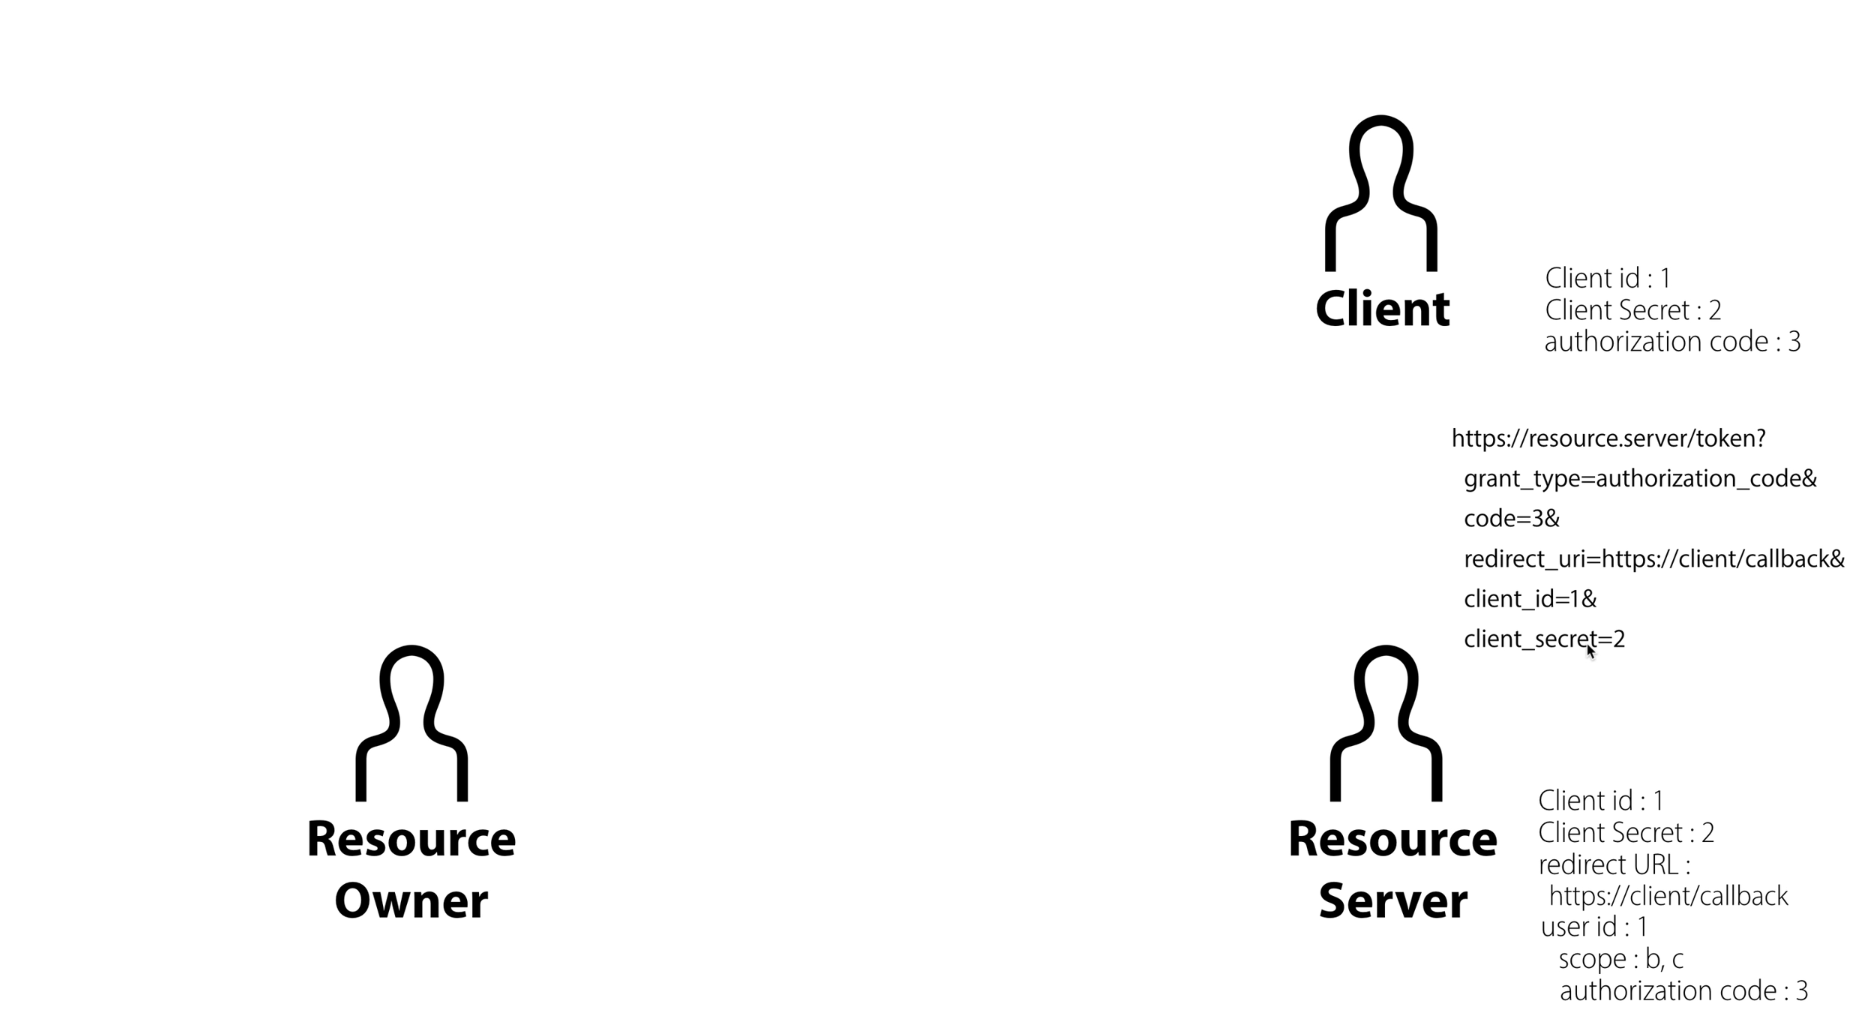 Client
Client id : 1
Client Secret : 2
authorization code : 3
https://resource.server/token?
grant_type=authorization_code&
code=3&
redirect_uri=https://client/callback&
client_id=1&
client_secret=2
Resource
Owner
Resource
Server
Client id : 1
Client Secret : 2
redirect URL :
https://client/callback
user id : 1
scope : b, c
authorization code : 3